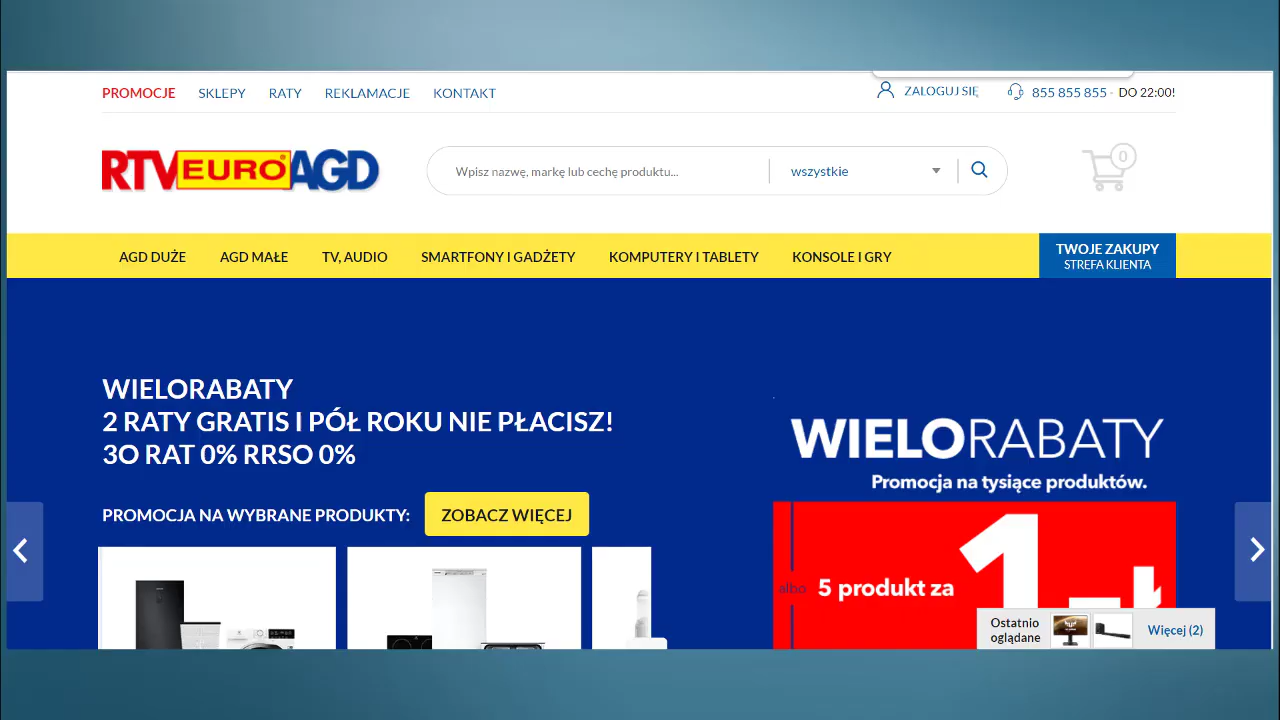 PROMOCJE SKLEPY RATY REKLAMACJE KONTAKT ZALOGUJ SIĘ 855 855 855 - DO 22:00!
RTV EURO® AGD
Wpisz nazwę, markę lub cechę produktu... wszystkie
0
AGD DUŻE AGD MAŁE TV, AUDIO SMARTFONY I GADŻETY KOMPUTERY I TABLETY KONSOLE I GRY
TWOJE ZAKUPY
STREFA KLIENTA
WIELORABATY
2 RATY GRATIS I PÓŁ ROKU NIE PŁACISZ!
3O RAT 0% RRSO 0%
PROMOCJA NA WYBRANE PRODUKTY: ZOBACZ WIĘCEJ
WIELORABATY
Promocja na tysiące produktów.
albo 5 produkt za 1.-zł
Ostatnio
oglądane
Więcej (2)